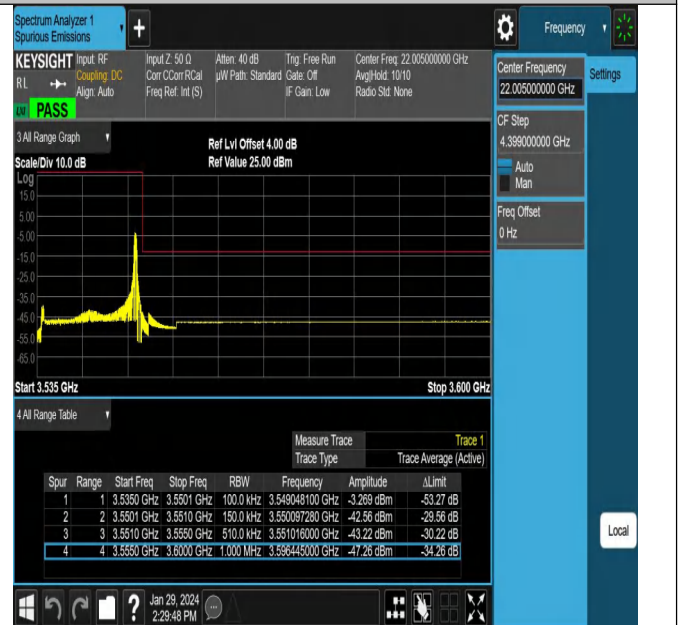 Spectrum Analyzer 1
Spurious Emissions
+
Frequency
KEYSIGHT Input: RF Input Z: 50 Ω Atten: 40 dB Trig: Free Run Center Freq: 22.005000000 GHz
RL Coupling: DC Corr CCorr RCal µW Path: Standard Gate: Off Avg|Hold: 10/10
Align: Auto Freq Ref: Int (S) IF Gain: Low Radio Std: None
LNI PASS
Center Frequency
22.005000000 GHz
Settings
CF Step
4.399000000 GHz
Auto
Man
Freq Offset
0 Hz
3 All Range Graph
Ref Lvl Offset 4.00 dB
Scale/Div 10.0 dB Ref Value 25.00 dBm
Log
15.0
5.00
-5.00
-15.0
-25.0
-35.0
-45.0
-55.0
-65.0
Start 3.535 GHz Stop 3.600 GHz
4 All Range Table
Measure Trace Trace 1
Trace Type Trace Average (Active)
Spur Range Start Freq Stop Freq RBW Frequency Amplitude ΔLimit
1 1 3.5350 GHz 3.5501 GHz 100.0 kHz 3.549048100 GHz -3.269 dBm -53.27 dB
2 2 3.5501 GHz 3.5510 GHz 150.0 kHz 3.550097280 GHz -42.56 dBm -29.56 dB
3 3 3.5510 GHz 3.5550 GHz 510.0 kHz 3.551016000 GHz -43.22 dBm -30.22 dB
4 4 3.5550 GHz 3.6000 GHz 1.000 MHz 3.596445000 GHz -47.26 dBm -34.26 dB
Local
? Jan 29, 2024
2:29:48 PM